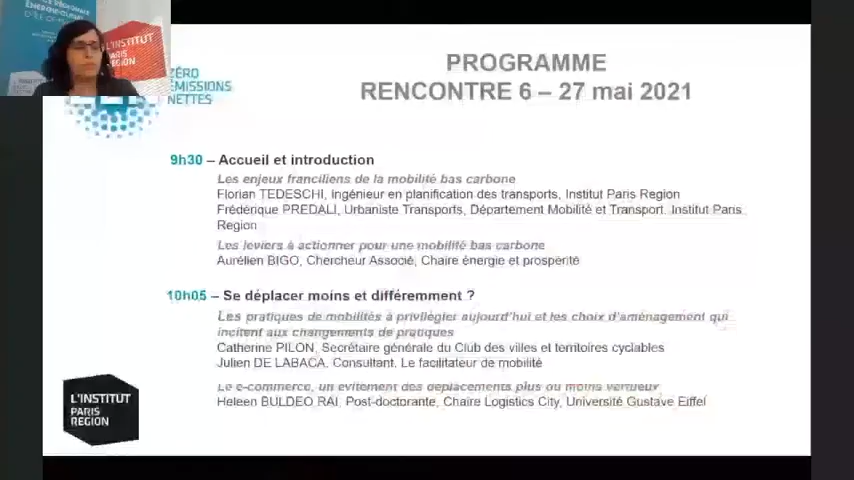 RÉGIONALE
ÉNERGIE-CLIMAT
L'INSTITUT
PARIS
REGION
ZÉRO
ÉMISSIONS
NETTES
PROGRAMME
RENCONTRE 6 – 27 mai 2021
9h30 – Accueil et introduction
Les enjeux franciliens de la mobilité bas carbone
Florian TEDESCHI, Ingénieur en planification des transports, Institut Paris Region
Frédérique PREDALI, Urbaniste Transports, Département Mobilité et Transport. Institut Paris
Region
Les leviers à actionner pour une mobilité bas carbone
Aurélien BIGO, Chercheur Associé, Chaire énergie et prospérité
10h05 – Se déplacer moins et différemment ?
Les pratiques de mobilités à privilégier aujourd'hui et les choix d'aménagement qui
incitent aux changements de pratiques
Catherine PILON, Secrétaire générale du Club des villes et territoires cyclables
Julien DE LABACA, Consultant, Le facilitateur de mobilité
Le e-commerce, un évitement des déplacements plus ou moins vertueux
Heleen BULDEO RAI, Post-doctorante, Chaire Logistics City, Université Gustave Eiffel
L'INSTITUT
PARIS
REGION